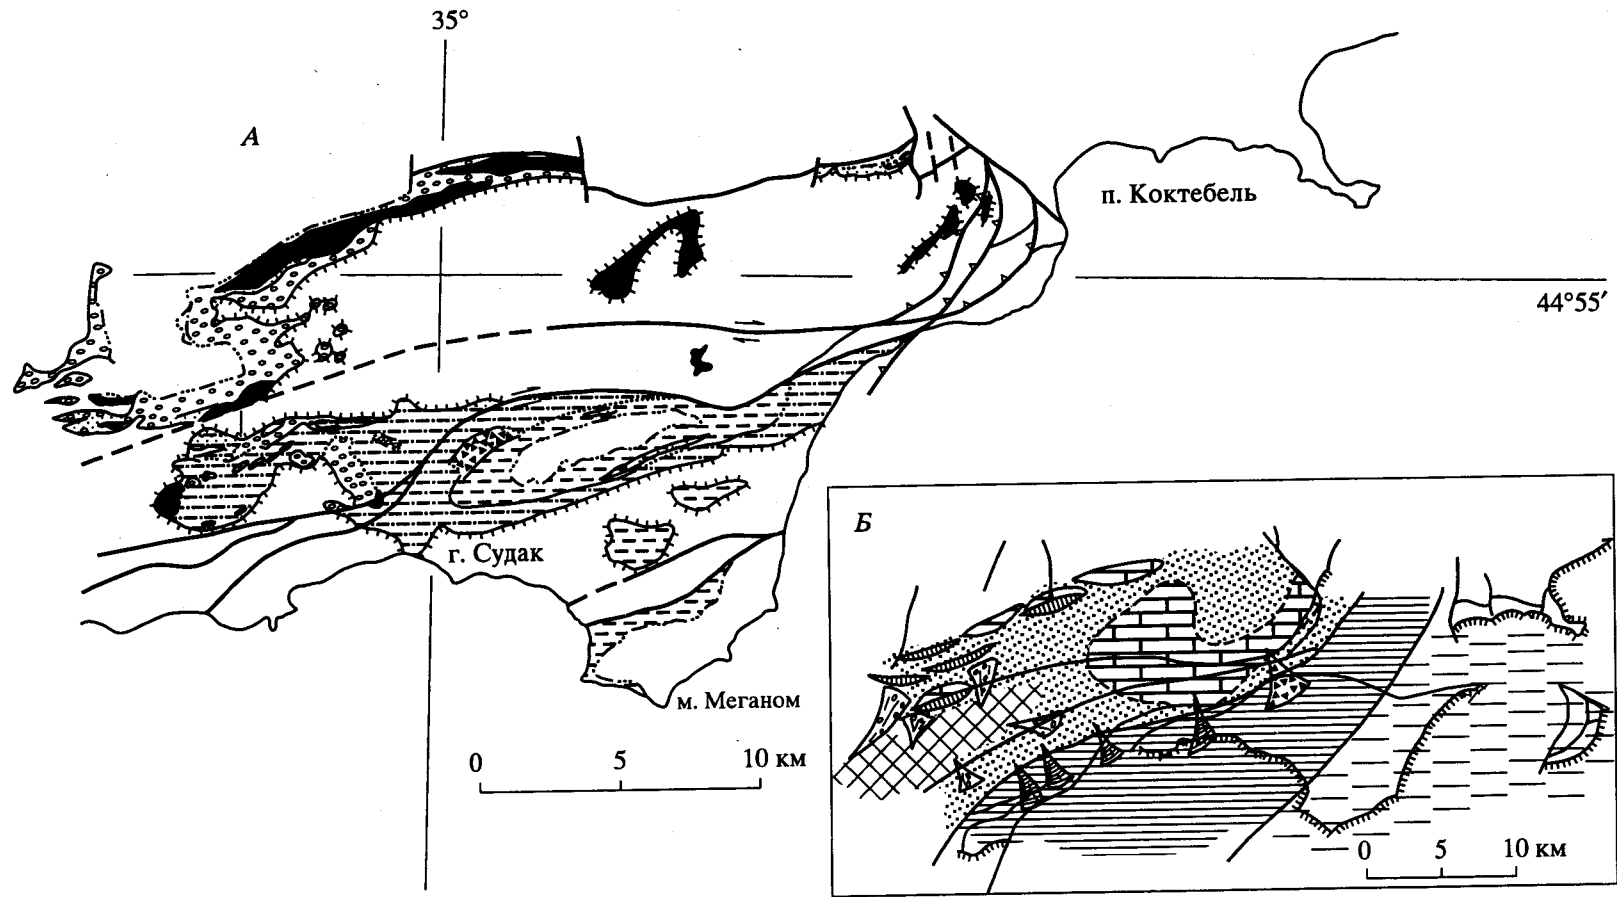 35°
А
п. Коктебель
44°55′
г. Судак
м. Меганом
0 5 10 км
Б
0 5 10 км